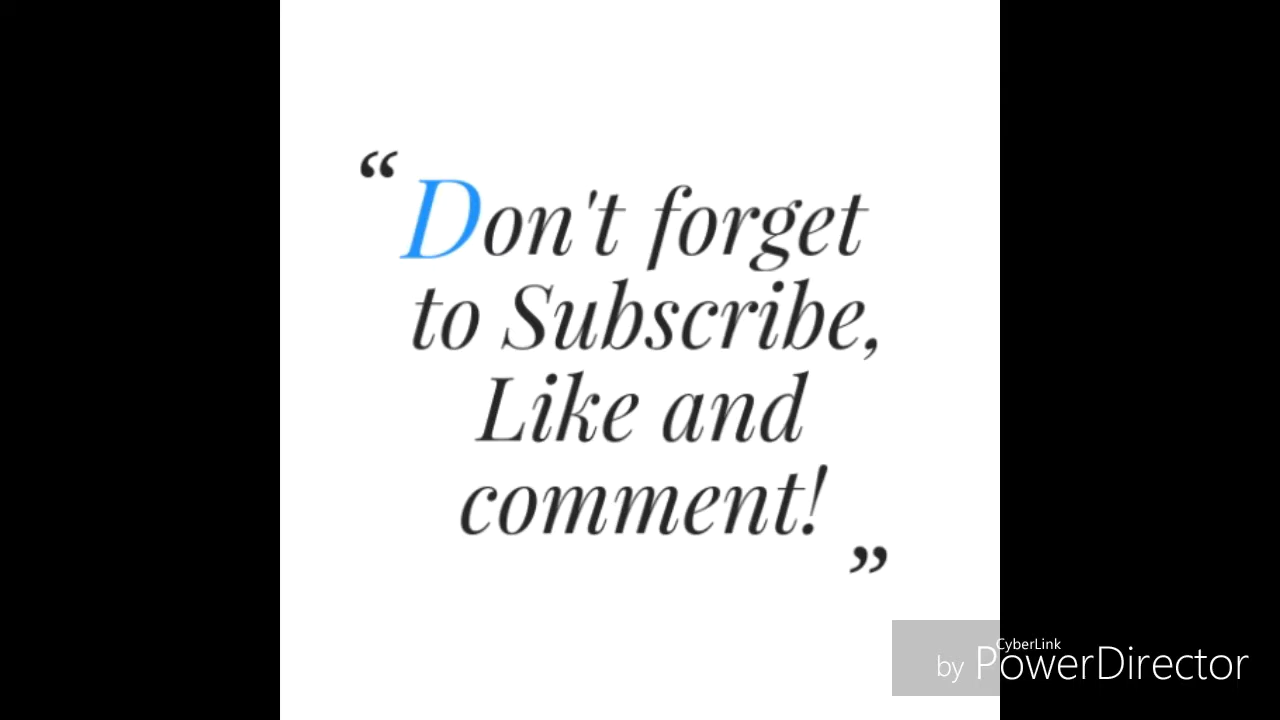 “Don't forget
to Subscribe,
Like and
comment!
”
CyberLink
by PowerDirector